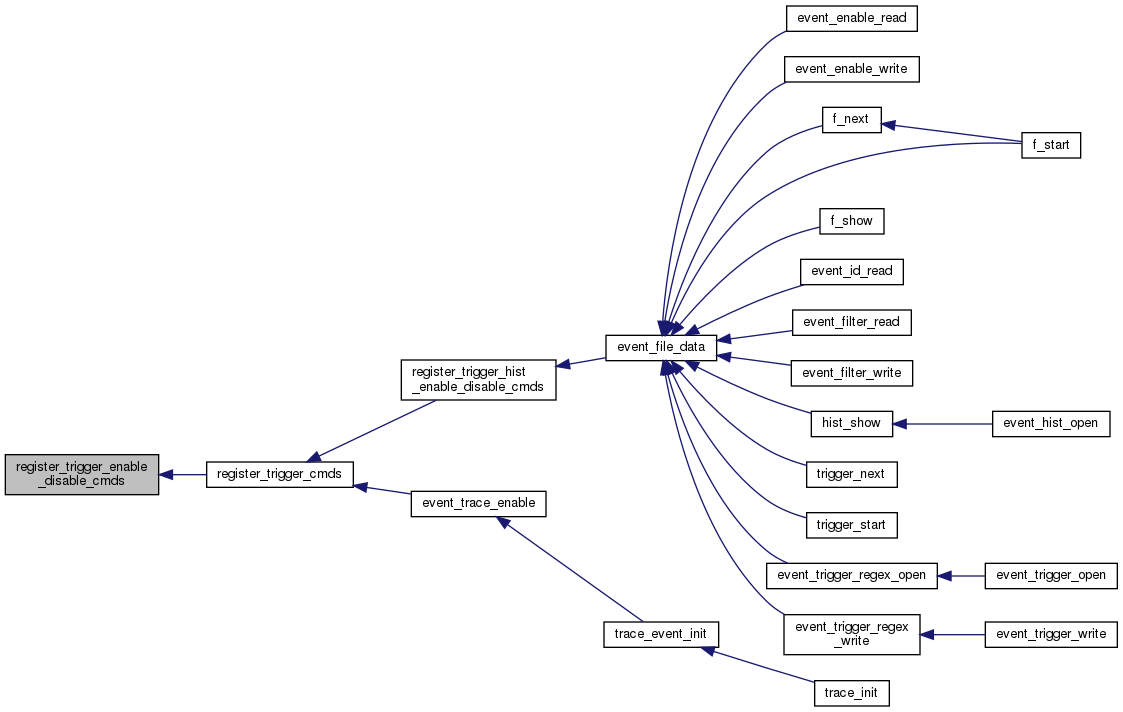 event_enable_read
event_enable_write
f_next
f_start
f_show
event_id_read
event_filter_read
event_file_data
register_trigger_hist
_enable_disable_cmds
event_filter_write
hist_show
event_hist_open
register_trigger_enable
_disable_cmds
register_trigger_cmds
trigger_next
event_trace_enable
trigger_start
event_trigger_regex_open
event_trigger_open
trace_event_init
event_trigger_regex
_write
event_trigger_write
trace_init